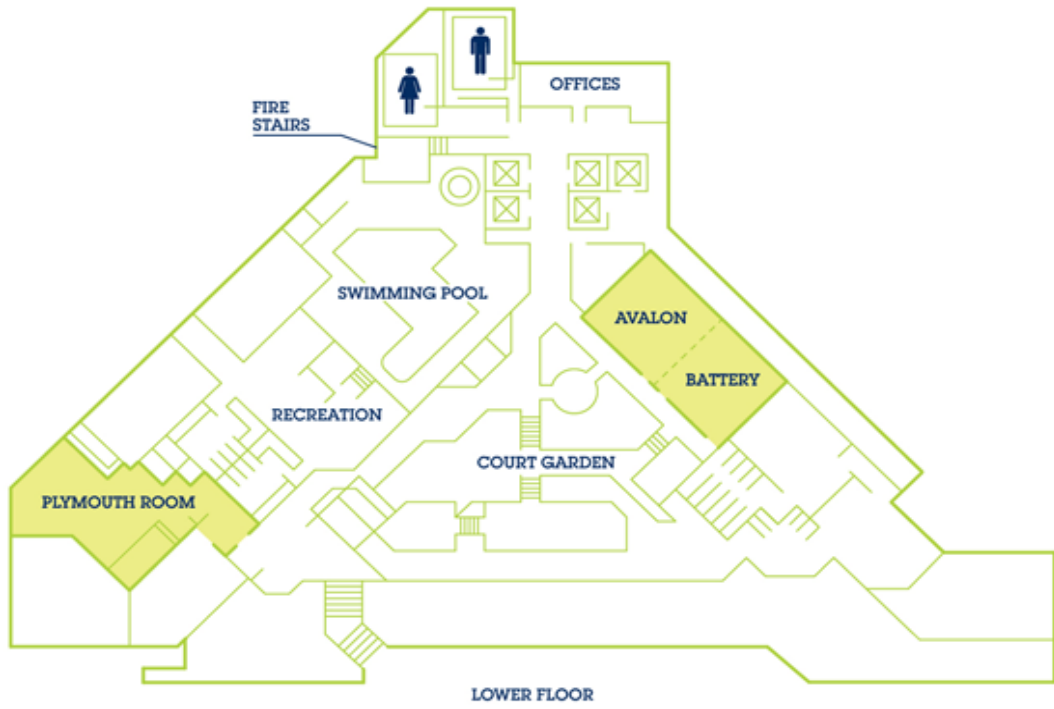 OFFICES
FIRE
STAIRS
SWIMMING POOL
AVALON
BATTERY
RECREATION
COURT GARDEN
PLYMOUTH ROOM
LOWER FLOOR